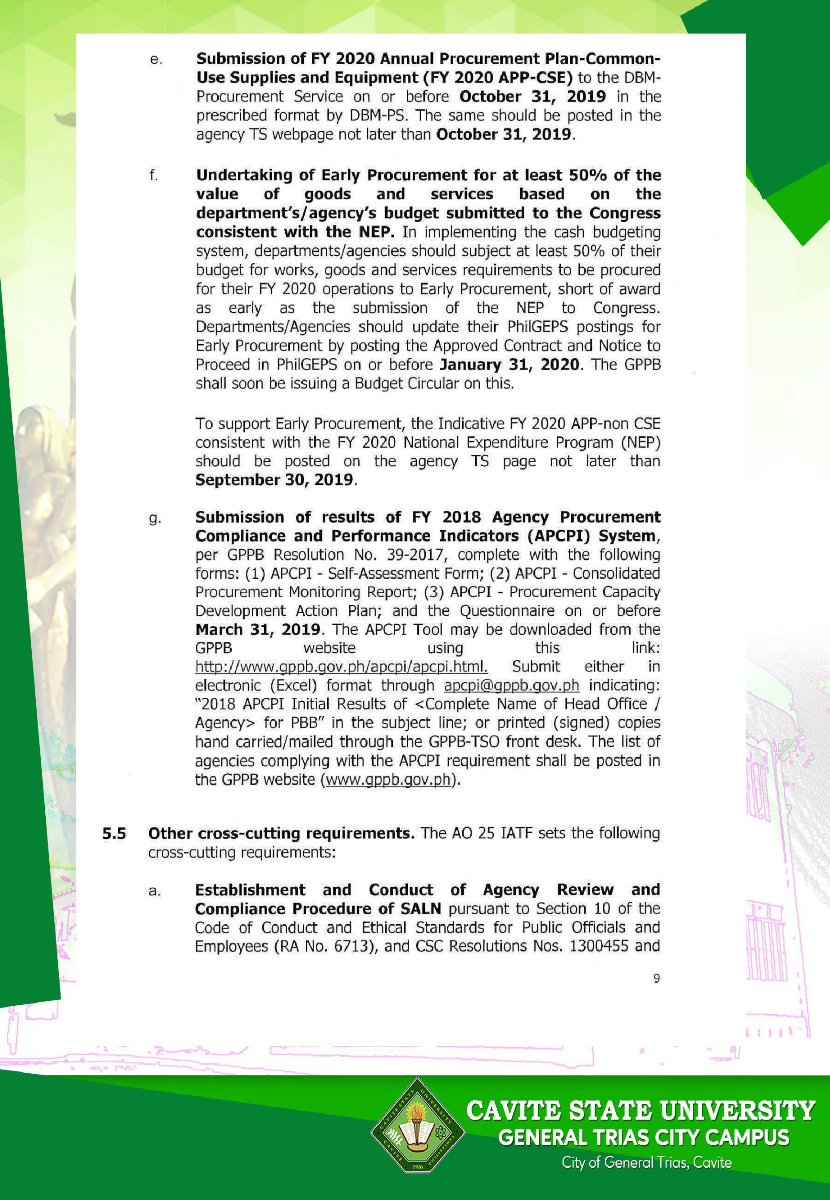 e. Submission of FY 2020 Annual Procurement Plan-Common-
Use Supplies and Equipment (FY 2020 APP-CSE) to the DBM-
Procurement Service on or before October 31, 2019 in the
prescribed format by DBM-PS. The same should be posted in the
agency TS webpage not later than October 31, 2019.
f. Undertaking of Early Procurement for at least 50% of the
value of goods and services based on the
department's/agency's budget submitted to the Congress
consistent with the NEP. In implementing the cash budgeting
system, departments/agencies should subject at least 50% of their
budget for works, goods and services requirements to be procured
for their FY 2020 operations to Early Procurement, short of award
as early as the submission of the NEP to Congress.
Departments/Agencies should update their PhilGEPS postings for
Early Procurement by posting the Approved Contract and Notice to
Proceed in PhilGEPS on or before January 31, 2020. The GPPB
shall soon be issuing a Budget Circular on this.
To support Early Procurement, the Indicative FY 2020 APP-non CSE
consistent with the FY 2020 National Expenditure Program (NEP)
should be posted on the agency TS page not later than
September 30, 2019.
g. Submission of results of FY 2018 Agency Procurement
Compliance and Performance Indicators (APCPI) System,
per GPPB Resolution No. 39-2017, complete with the following
forms: (1) APCPI - Self-Assessment Form; (2) APCPI - Consolidated
Procurement Monitoring Report; (3) APCPI - Procurement Capacity
Development Action Plan; and the Questionnaire on or before
March 31, 2019. The APCPI Tool may be downloaded from the
GPPB website using this link:
http://www.gppb.gov.ph/apcpi/apcpi.html. Submit either in
electronic (Excel) format through apcpi@gppb.gov.ph indicating:
"2018 APCPI Initial Results of <Complete Name of Head Office /
Agency> for PBB" in the subject line; or printed (signed) copies
hand carried/mailed through the GPPB-TSO front desk. The list of
agencies complying with the APCPI requirement shall be posted in
the GPPB website (www.gppb.gov.ph).
5.5 Other cross-cutting requirements. The AO 25 IATF sets the following
cross-cutting requirements:
a. Establishment and Conduct of Agency Review and
Compliance Procedure of SALN pursuant to Section 10 of the
Code of Conduct and Ethical Standards for Public Officials and
Employees (RA No. 6713), and CSC Resolutions Nos. 1300455 and
9
CAVITE STATE UNIVERSITY
GENERAL TRIAS CITY CAMPUS
City of General Trias, Cavite